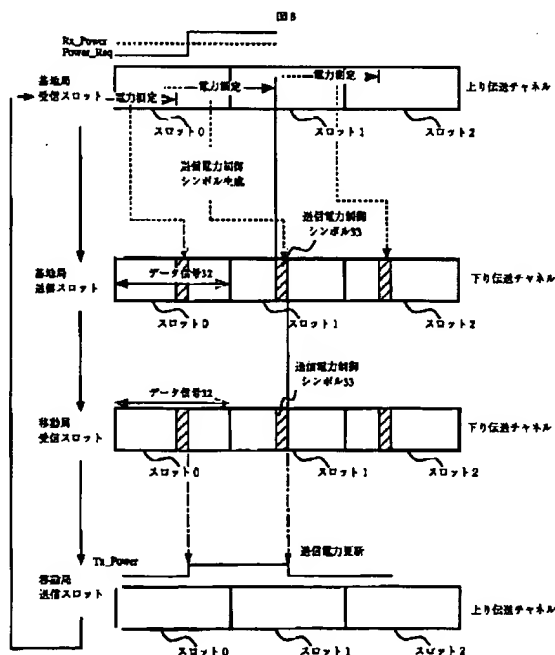 図8
Rx_Power
Power_Req
基地局
受信スロット
電力測定
電力測定
電力測定
上り伝送チャネル
スロット0
スロット1
スロット2
送信電力制御
シンボル生成
送信電力制御
シンボル33
基地局
送信スロット
データ信号32
下り伝送チャネル
スロット0
スロット1
スロット2
送信電力制御
シンボル33
データ信号32
移動局
受信スロット
下り伝送チャネル
スロット0
スロット1
スロット2
送信電力更新
Tx_Power
移動局
送信スロット
上り伝送チャネル
スロット0
スロット1
スロット2